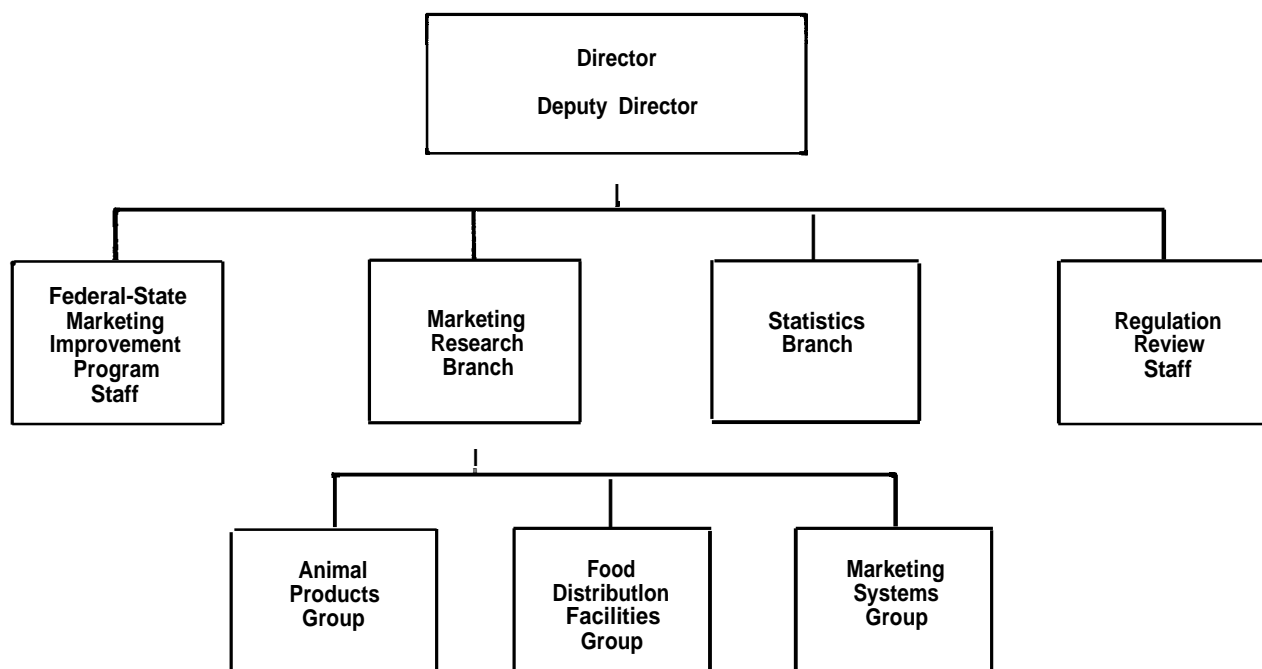 Director
Deputy Director
Federal-State
Marketing
Improvement
Program
Staff
Marketing
Research
Branch
Statistics
Branch
Regulation
Review
Staff
Animal
Products
Group
Food
Distributlon
Facilities
Group
Marketing
Systems
Group